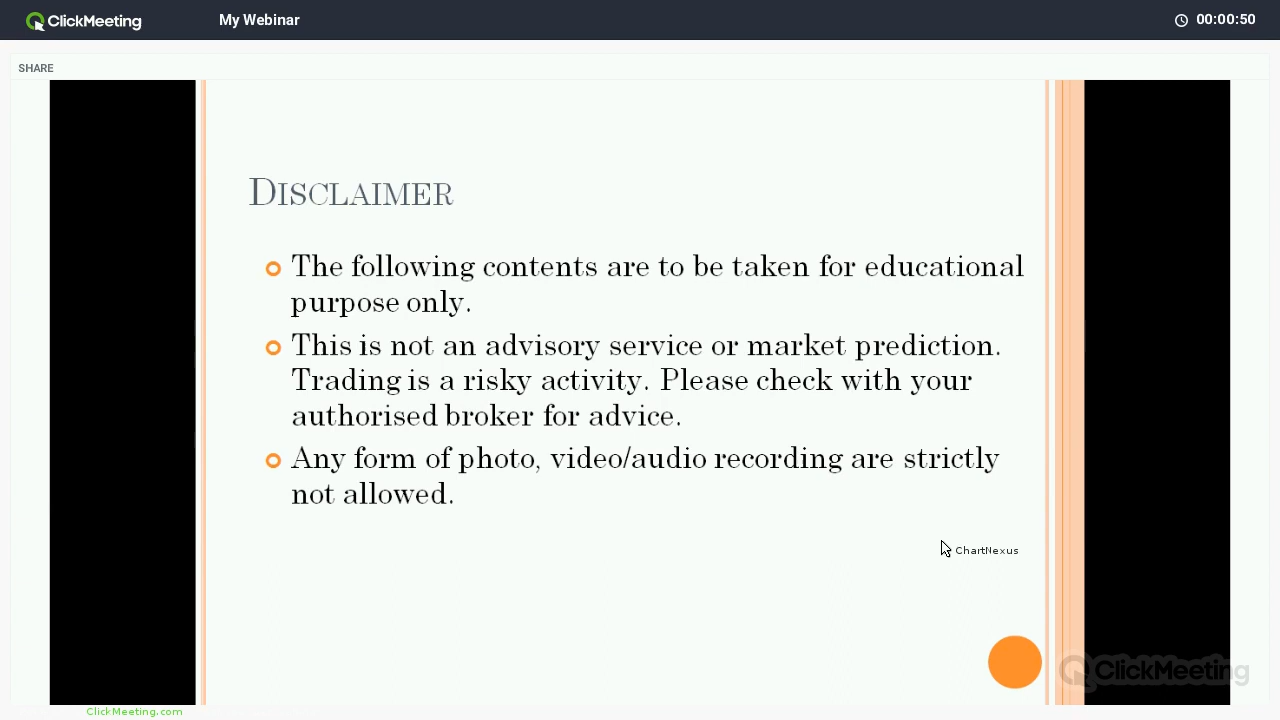 ClickMeeting
My Webinar
00:00:50
SHARE
DISCLAIMER
The following contents are to be taken for educational
purpose only.
This is not an advisory service or market prediction.
Trading is a risky activity. Please check with your
authorised broker for advice.
Any form of photo, video/audio recording are strictly
not allowed.
ChartNexus
ClickMeeting
ClickMeeting.com